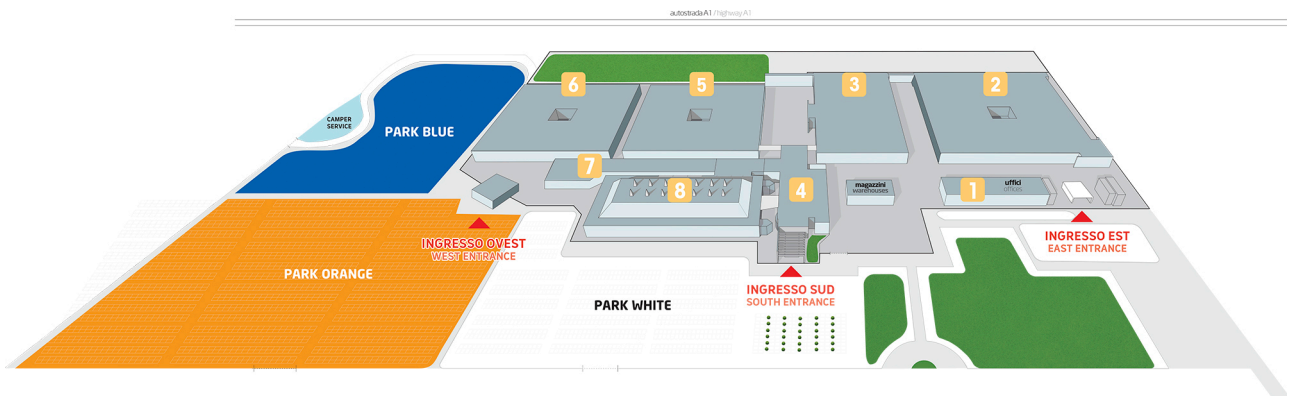 autostrada A1 / highway A1
6
5
3
2
CAMPER
SERVICE
PARK BLUE
7
8
4
magazzini
warehouses
1
uffici
offices
INGRESSO OVEST
WEST ENTRANCE
INGRESSO EST
EAST ENTRANCE
PARK ORANGE
INGRESSO SUD
SOUTH ENTRANCE
PARK WHITE